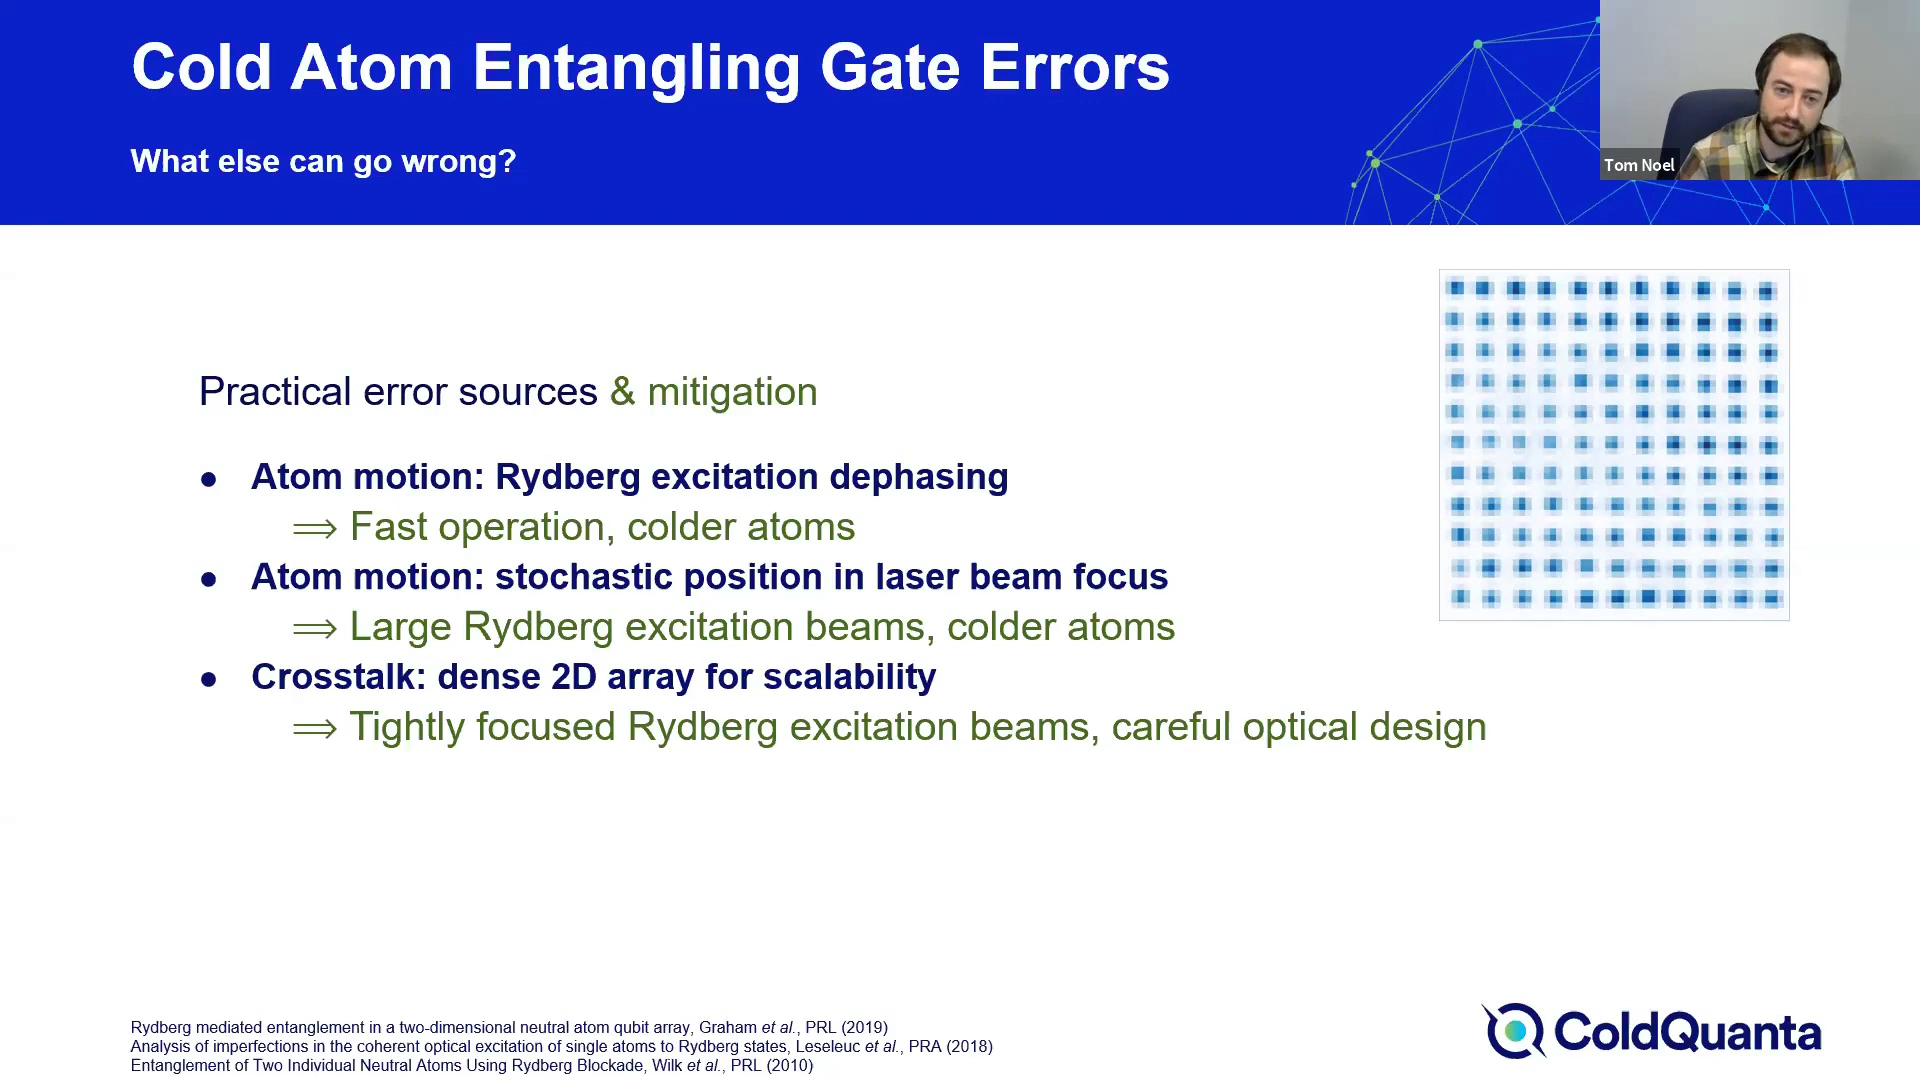 Cold Atom Entangling Gate Errors
What else can go wrong?
Tom Noel
Practical error sources & mitigation
● Atom motion: Rydberg excitation dephasing
⟹ Fast operation, colder atoms
● Atom motion: stochastic position in laser beam focus
⟹ Large Rydberg excitation beams, colder atoms
● Crosstalk: dense 2D array for scalability
⟹ Tightly focused Rydberg excitation beams, careful optical design
Rydberg mediated entanglement in a two-dimensional neutral atom qubit array, Graham et al., PRL (2019)
Analysis of imperfections in the coherent optical excitation of single atoms to Rydberg states, Leseleuc et al., PRA (2018)
Entanglement of Two Individual Neutral Atoms Using Rydberg Blockade, Wilk et al., PRL (2010)
ColdQuanta